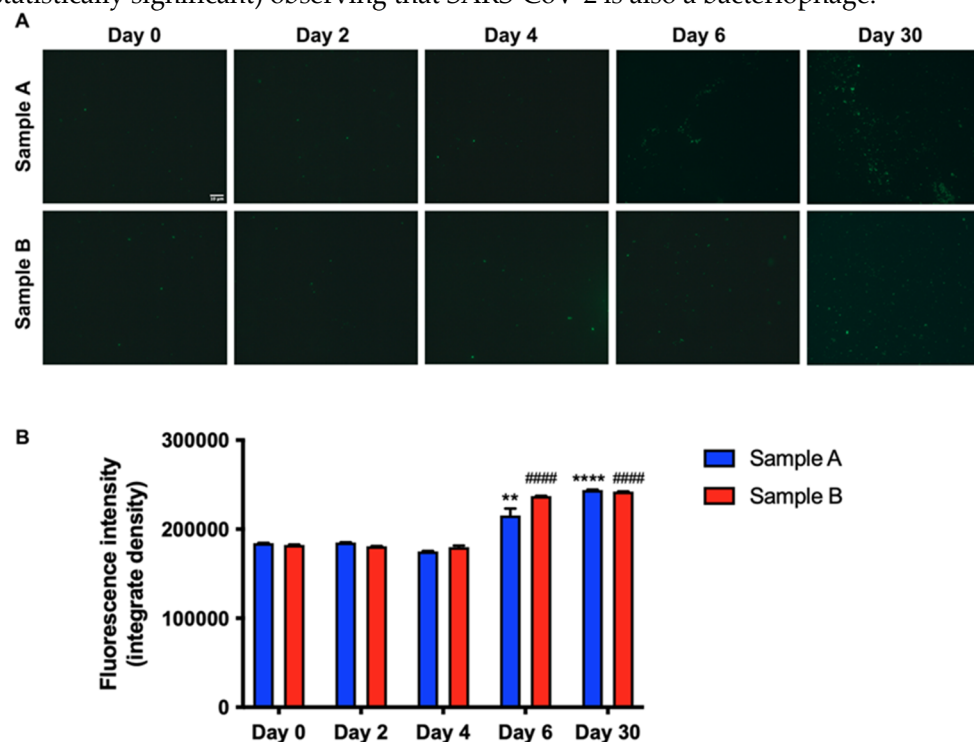 statistically significant) observing that SARS-CoV-2 is also a bacteriophage.
A
Day 0 Day 2 Day 4 Day 6 Day 30
Sample A
Sample B
B
Fluorescence intensity
(integrate density)
300000
200000
100000
0
** #### **** ####
Day 0 Day 2 Day 4 Day 6 Day 30
Sample A
Sample B